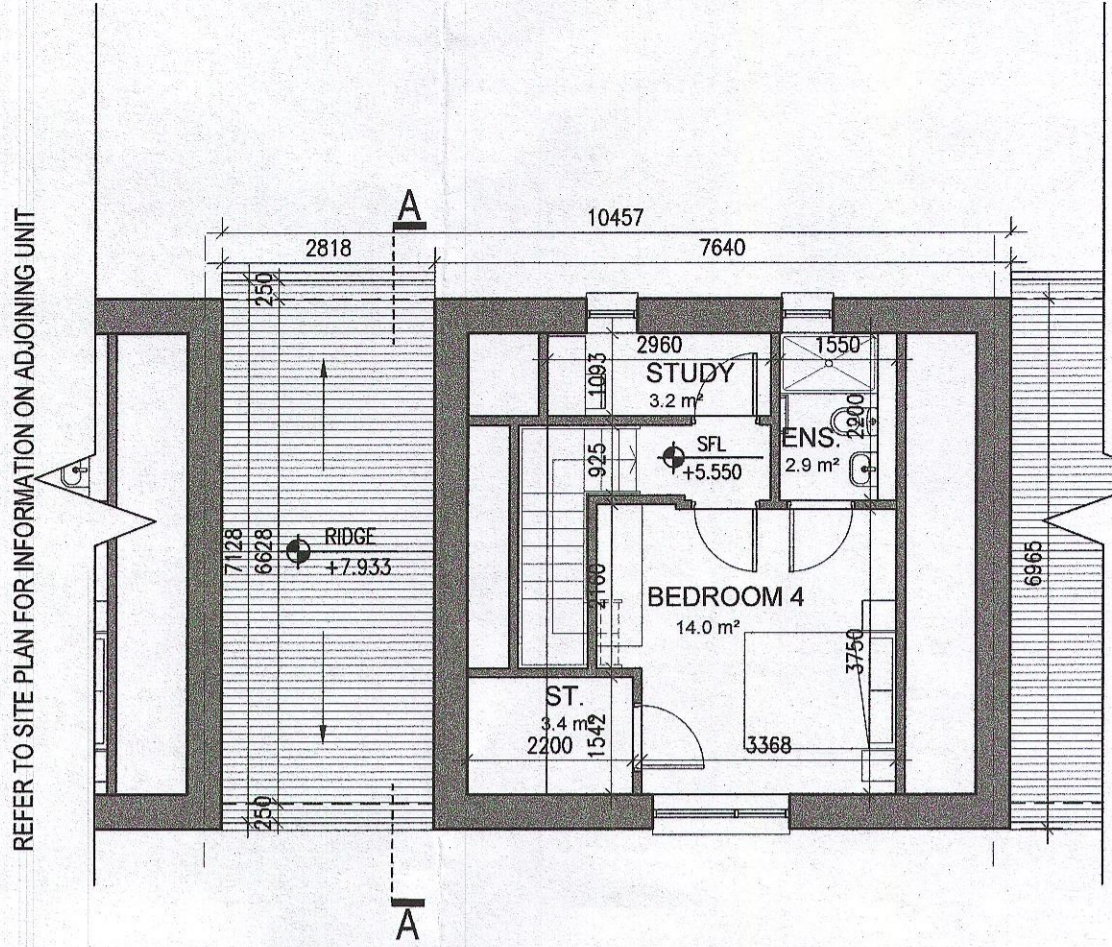 REFER TO SITE PLAN FOR INFORMATION ON ADJOINING UNIT
A
10457
2818
7640
250
2960
1550
1093
STUDY
3.2 m²
2200
ENS.
2.9 m²
925
SFL
+5.550
RIDGE
+7.933
7128
6628
6965
2160
BEDROOM 4
14.0 m²
3750
ST.
3.4 m²
2200
1542
3368
250
A